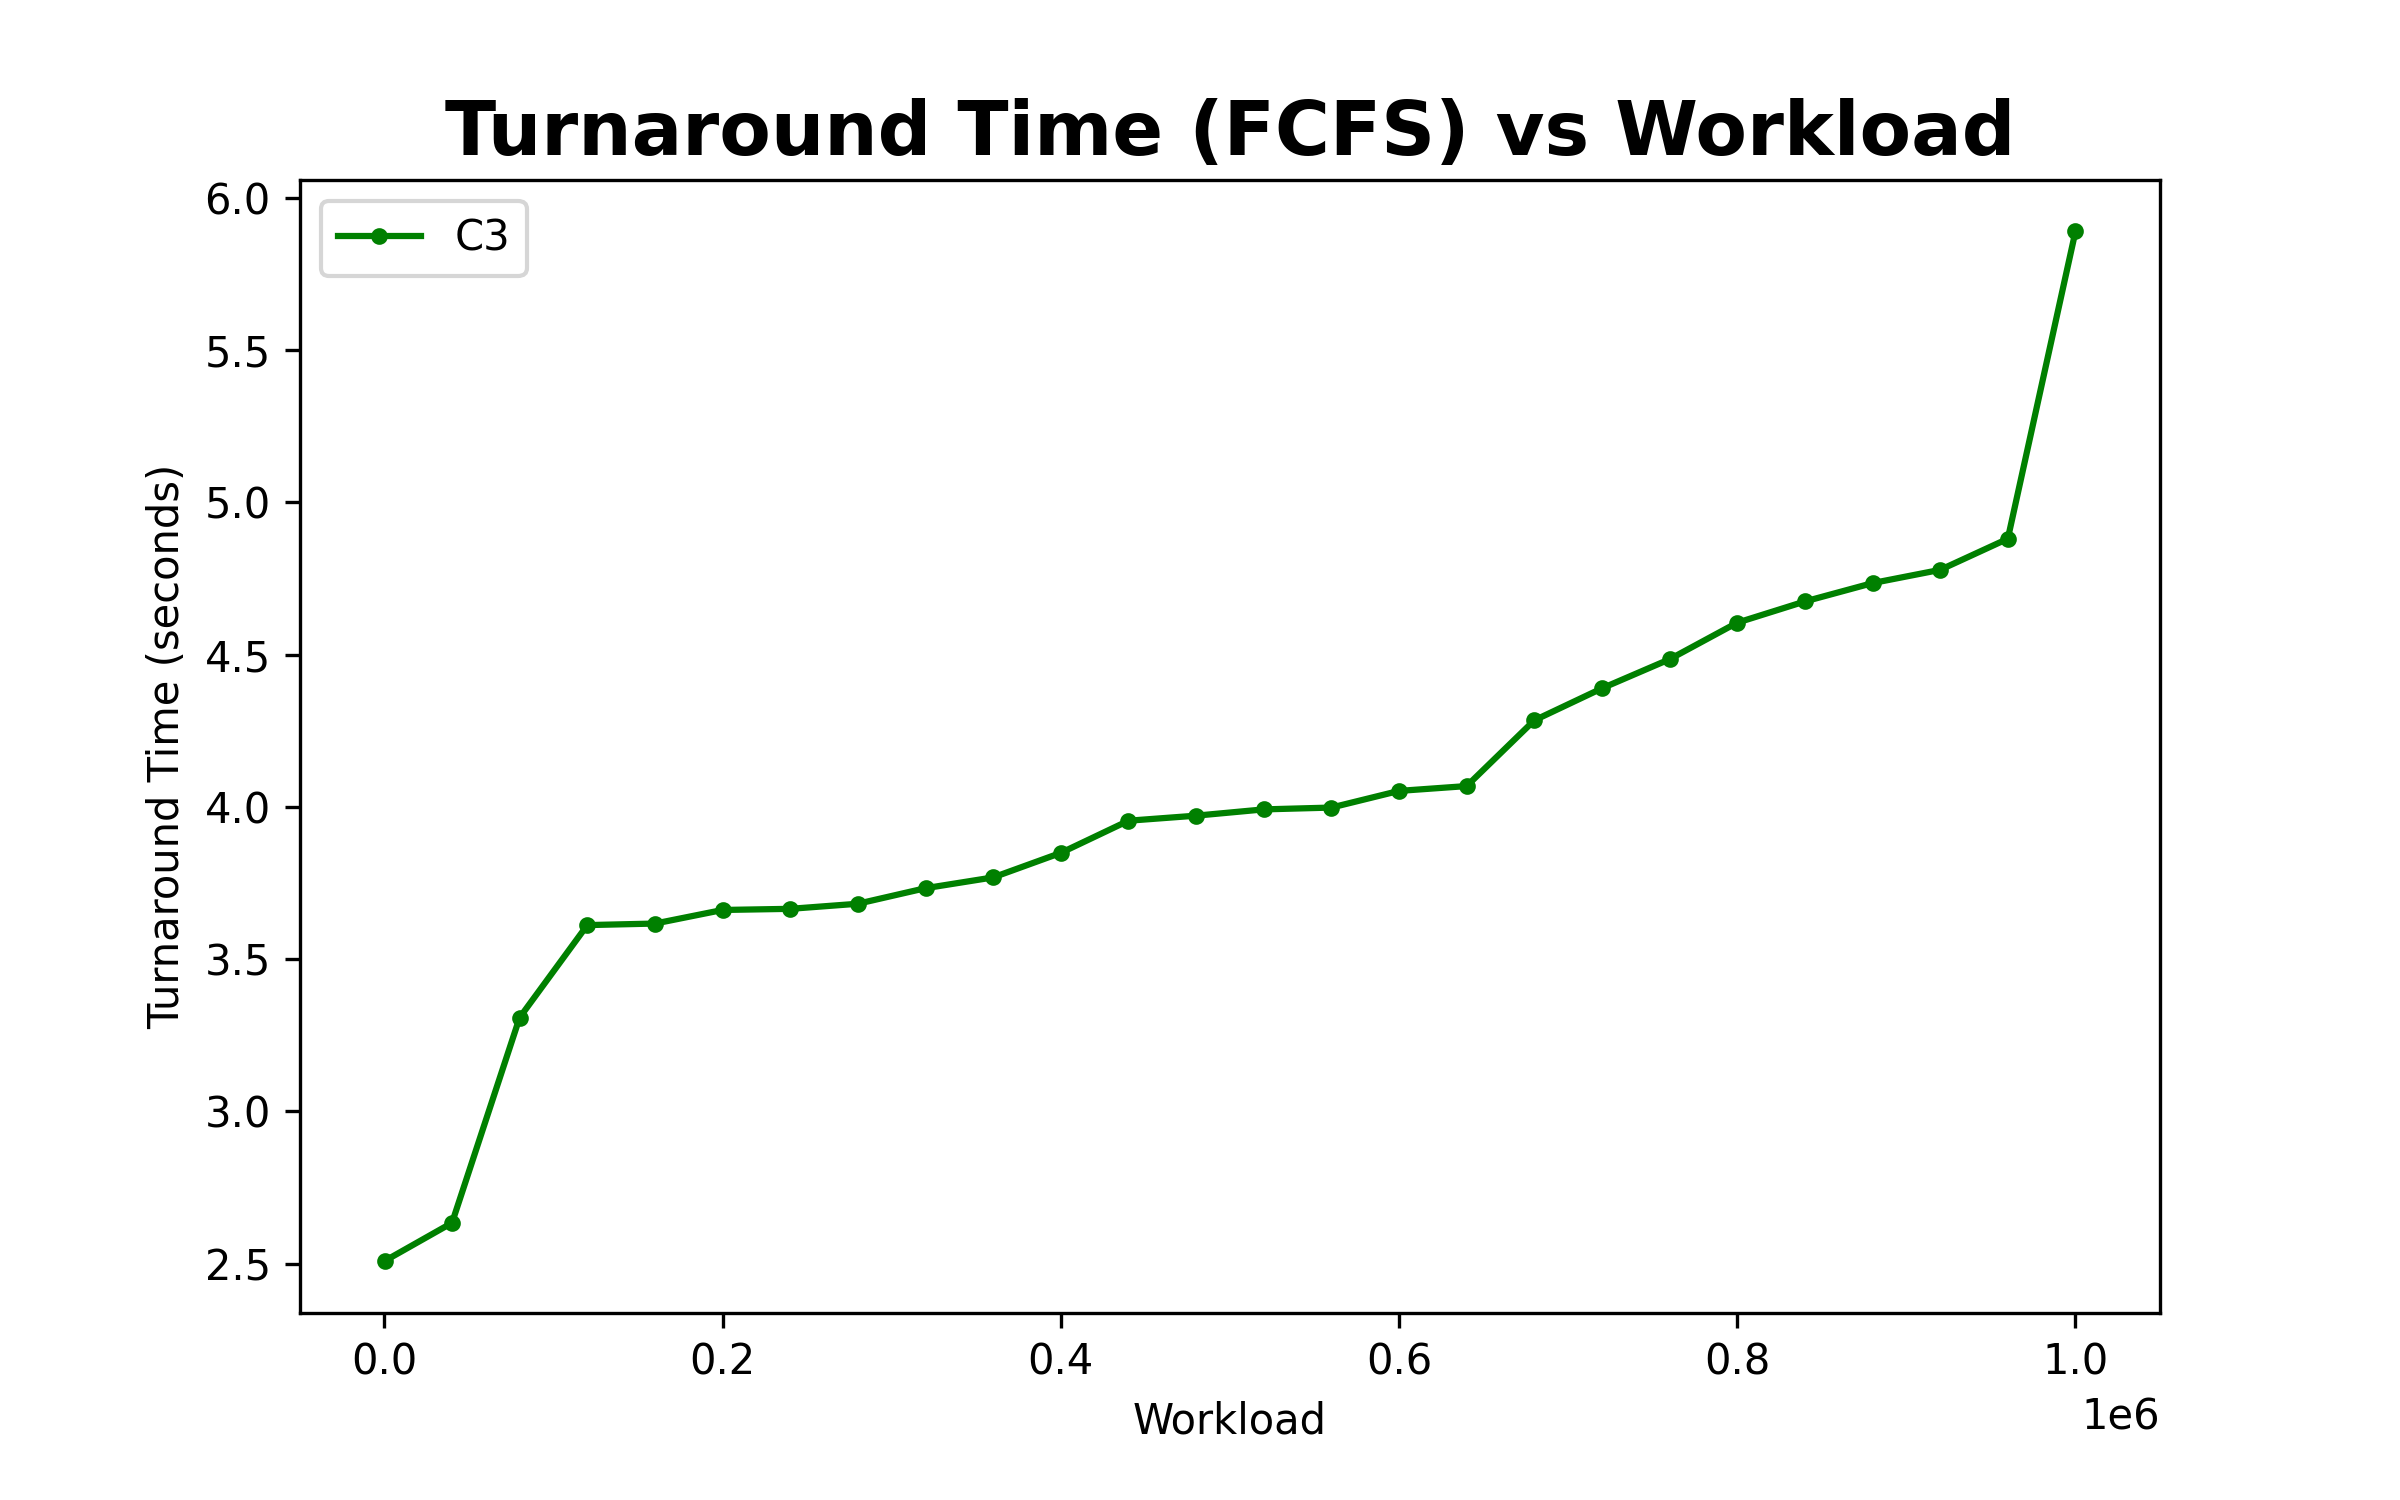 Turnaround Time (FCFS) vs Workload
C3
6.0
5.5
5.0
4.5
4.0
3.5
3.0
2.5
Turnaround Time (seconds)
0.0 0.2 0.4 0.6 0.8 1.0
1e6
Workload